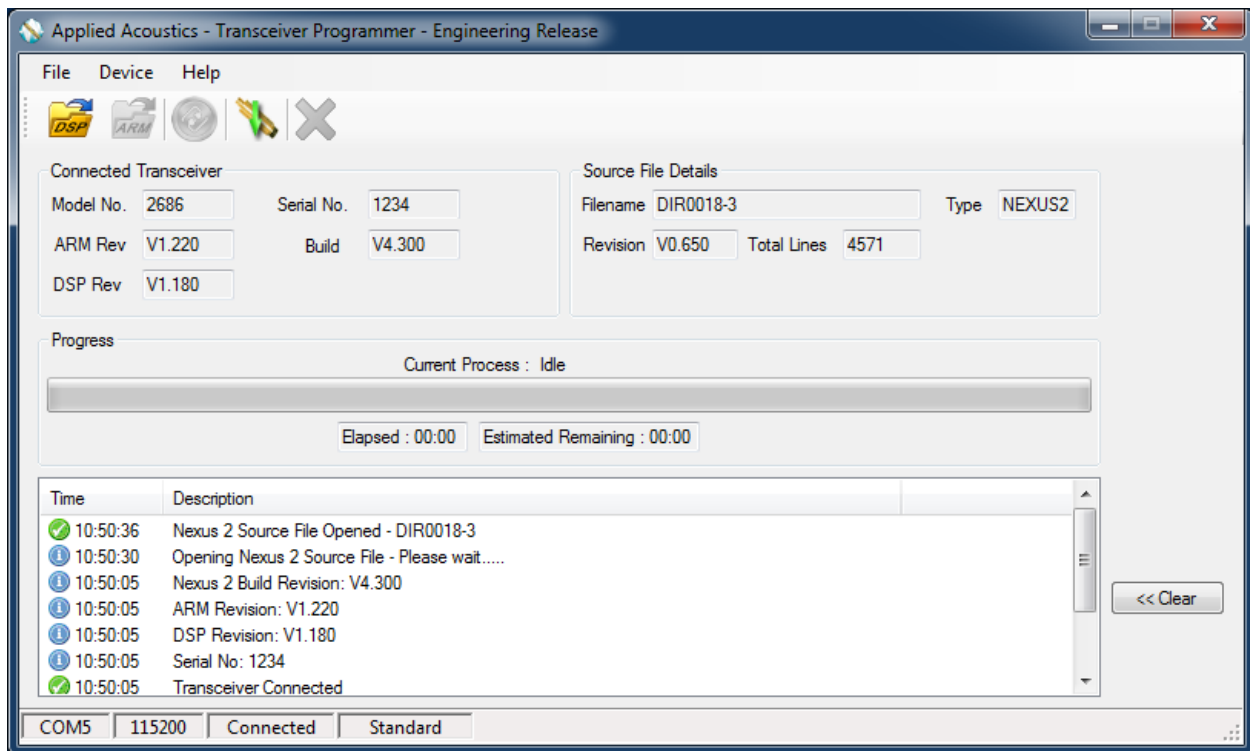 Applied Acoustics - Transceiver Programmer - Engineering Release
File Device Help
DSP ARM
Connected Transceiver
Model No. 2686 Serial No. 1234
ARM Rev V1.220 Build V4.300
DSP Rev V1.180
Source File Details
Filename DIR0018-3 Type NEXUS2
Revision V0.650 Total Lines 4571
Progress
Current Process : Idle
Elapsed : 00:00 Estimated Remaining : 00:00
Time Description
10:50:36 Nexus 2 Source File Opened - DIR0018-3
10:50:30 Opening Nexus 2 Source File - Please wait.....
10:50:05 Nexus 2 Build Revision: V4.300
10:50:05 ARM Revision: V1.220
10:50:05 DSP Revision: V1.180
10:50:05 Serial No: 1234
10:50:05 Transceiver Connected
<< Clear
COM5 115200 Connected Standard